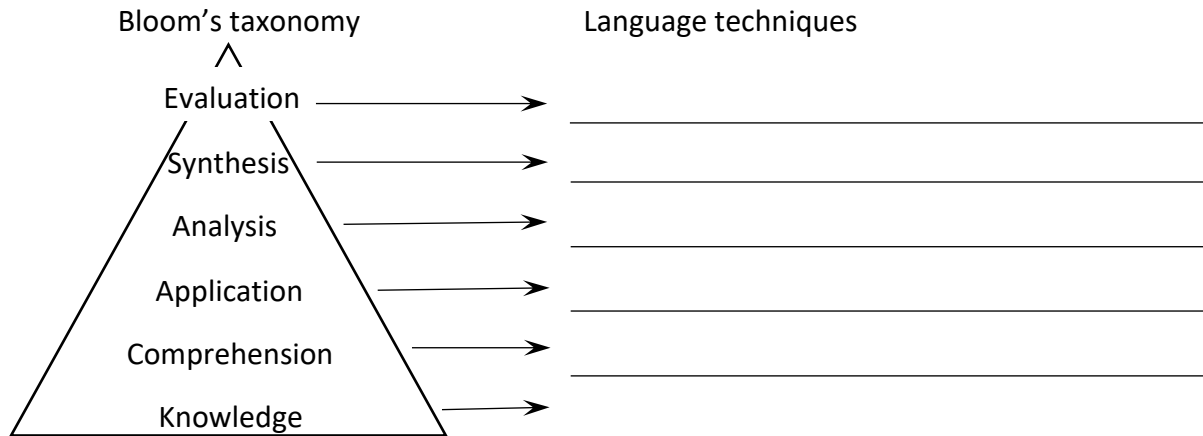 Bloom’s taxonomy Language techniques
Evaluation
Synthesis
Analysis
Application
Comprehension
Knowledge